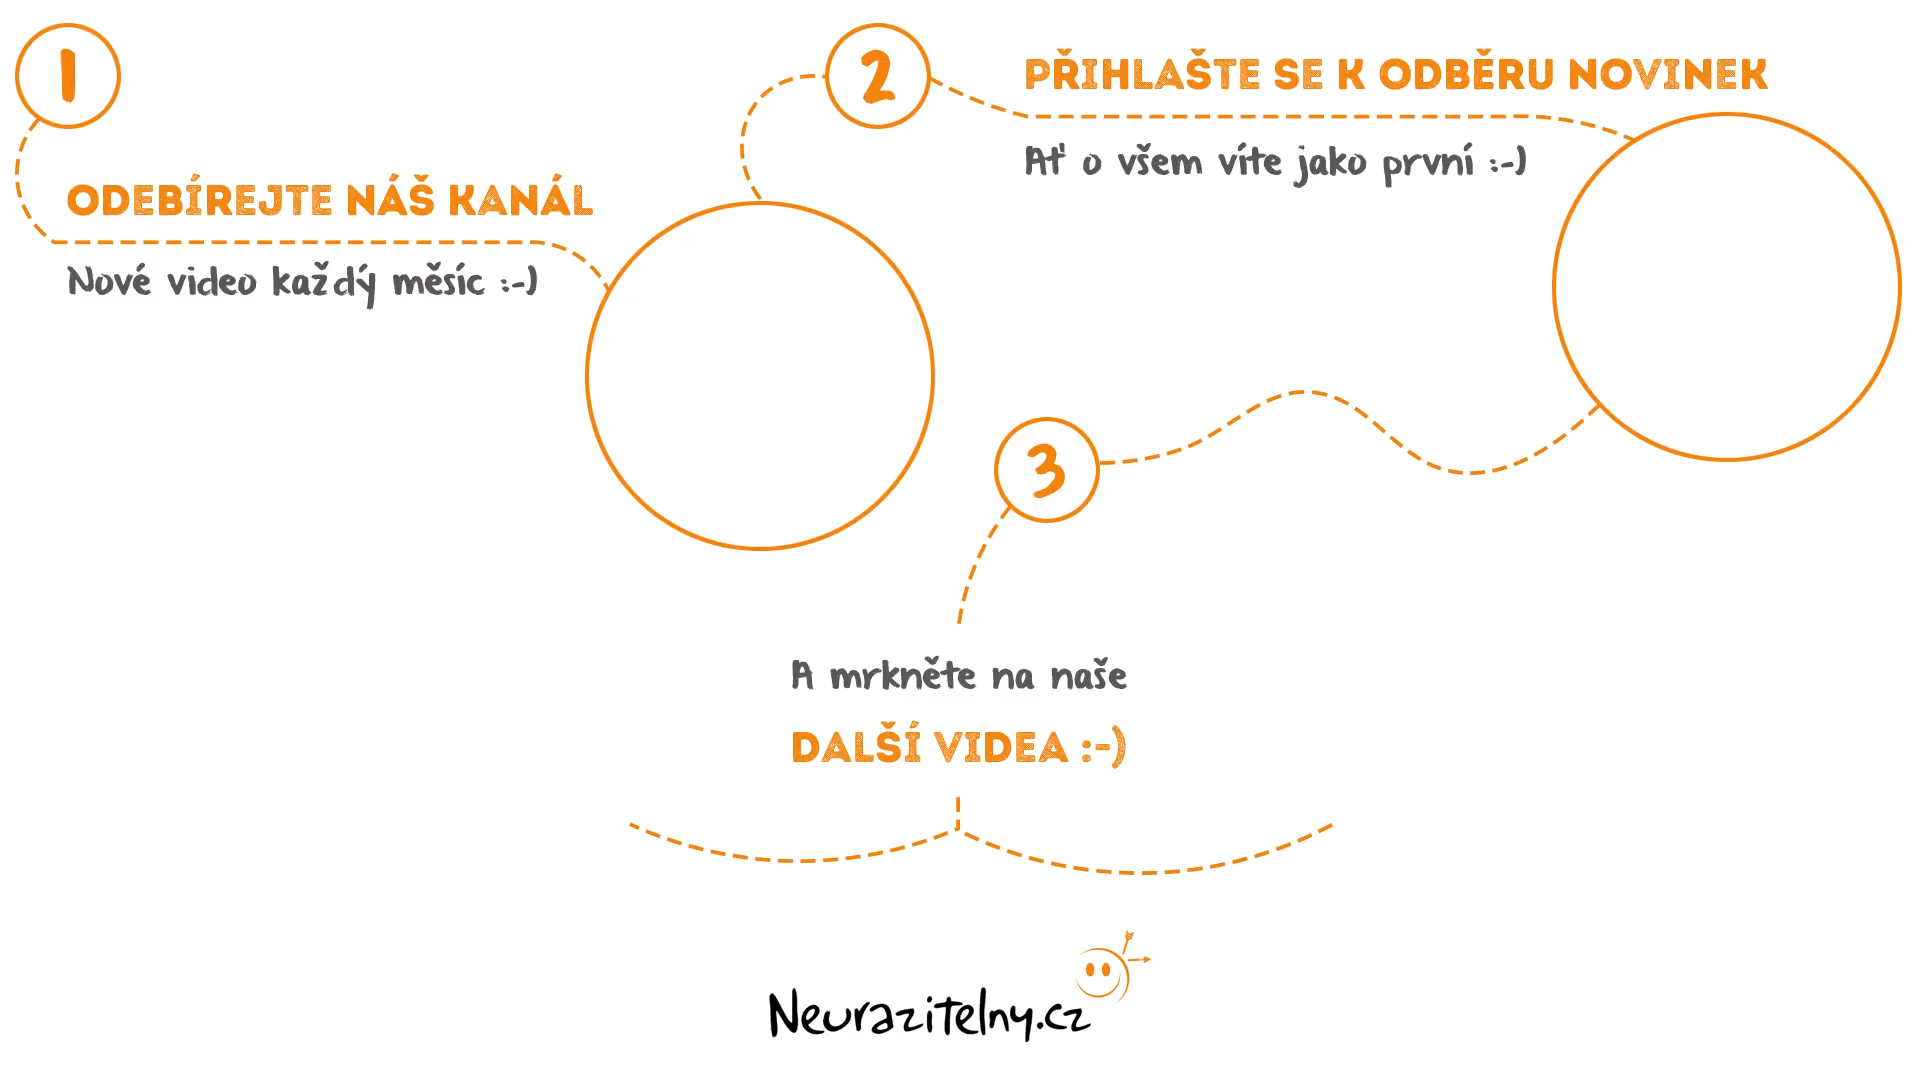 1
ODEBÍREJTE NÁŠ KANÁL
Nové video každý měsíc :-)
2
PŘIHLAŠTE SE K ODBĚRU NOVINEK
Ať o všem víte jako první :-)
3
A mrkněte na naše
DALŠÍ VIDEA :-)
Neurazitelny.cz